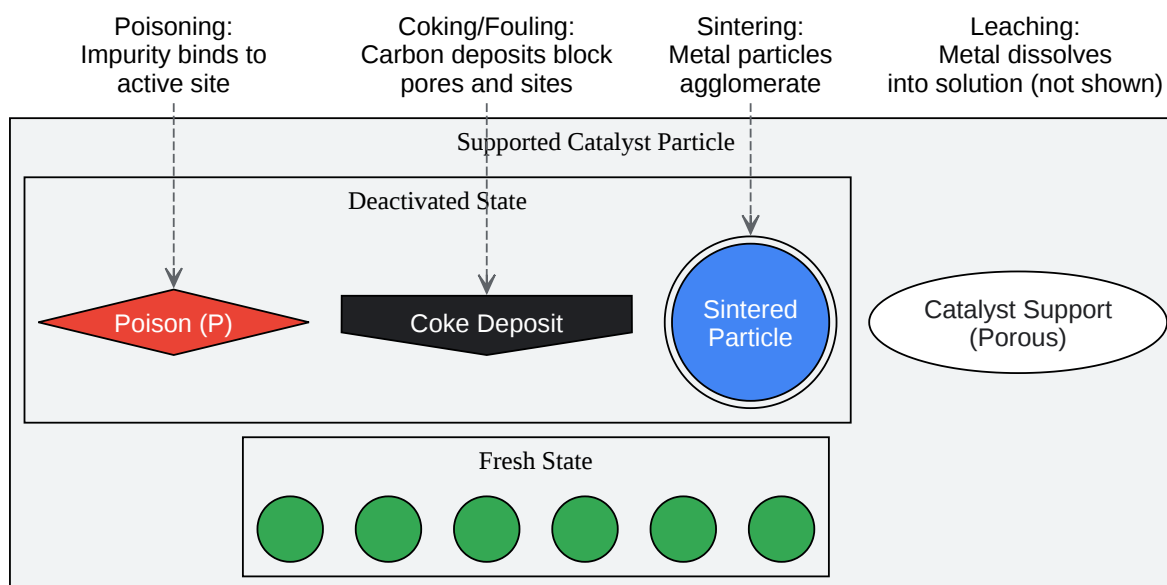 Poisoning:
Impurity binds to
active site
Coking/Fouling:
Carbon deposits block
pores and sites
Sintering:
Metal particles
agglomerate
Leaching:
Metal dissolves
into solution (not shown)
Supported Catalyst Particle
Deactivated State
Poison (P)
Coke Deposit
Sintered
Particle
Catalyst Support
(Porous)
Fresh State